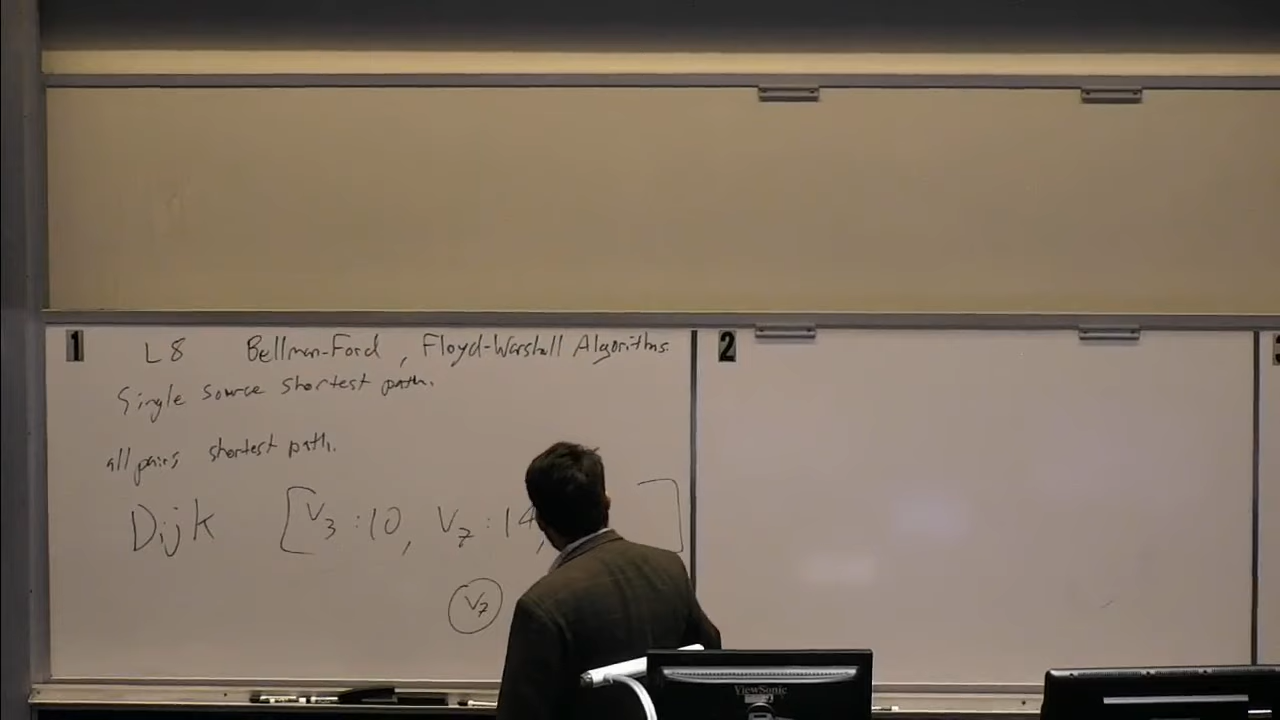 1 L8 Bellman-Ford, Floyd-Warshall Algorithms.
2
Single source shortest path.
all pairs shortest path.
Dijk [V3:10, V7:14,      ]
V7
ViewSonic